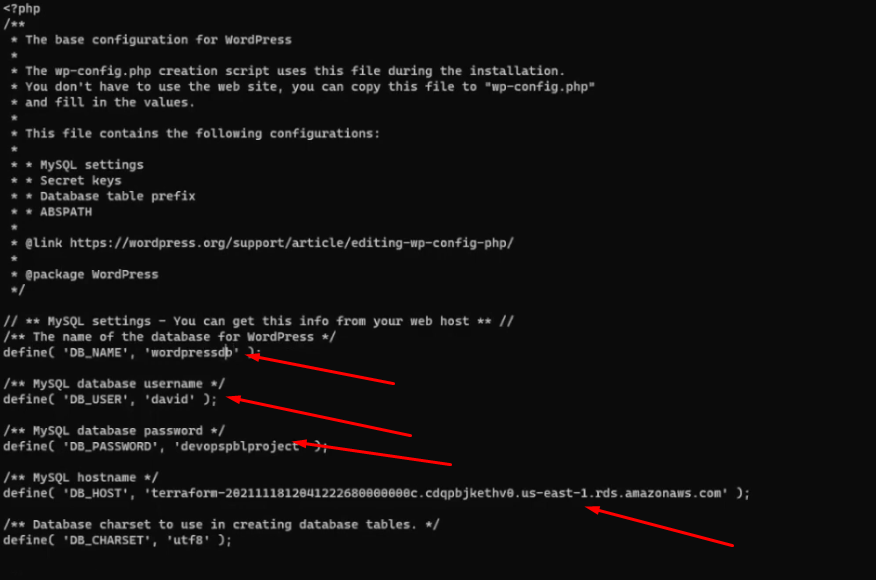 <?php
/**
 * The base configuration for WordPress
 *
 * The wp-config.php creation script uses this file during the installation.
 * You don't have to use the web site, you can copy this file to "wp-config.php"
 * and fill in the values.
 *
 * This file contains the following configurations:
 *
 * * MySQL settings
 * * Secret keys
 * * Database table prefix
 * * ABSPATH
 *
 * @link https://wordpress.org/support/article/editing-wp-config-php/
 *
 * @package WordPress
 */
// ** MySQL settings - You can get this info from your web host ** //
/** The name of the database for WordPress */
define( 'DB_NAME', 'wordpressdb' );
/** MySQL database username */
define( 'DB_USER', 'david' );
/** MySQL database password */
define( 'DB_PASSWORD', 'devopspblproject' );
/** MySQL hostname */
define( 'DB_HOST', 'terraform-20211118120412226800000000c.cdqpbjkethv0.us-east-1.rds.amazonaws.com' );
/** Database charset to use in creating database tables. */
define( 'DB_CHARSET', 'utf8' );